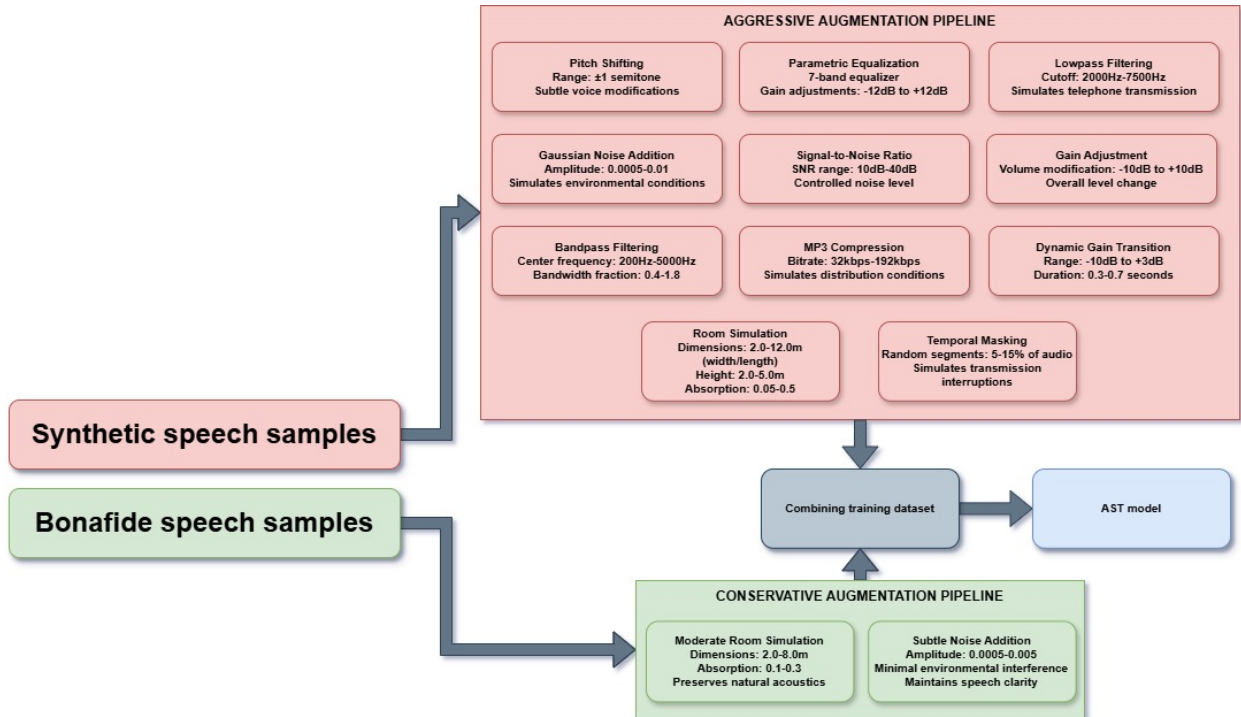 AGGRESSIVE AUGMENTATION PIPELINE
Pitch Shifting
Range: ±1 semitone
Subtle voice modifications
Parametric Equalization
7-band equalizer
Gain adjustments: -12dB to +12dB
Lowpass Filtering
Cutoff: 2000Hz-7500Hz
Simulates telephone transmission
Gaussian Noise Addition
Amplitude: 0.0005-0.01
Simulates environmental conditions
Signal-to-Noise Ratio
SNR range: 10dB-40dB
Controlled noise level
Gain Adjustment
Volume modification: -10dB to +10dB
Overall level change
Bandpass Filtering
Center frequency: 200Hz-5000Hz
Bandwidth fraction: 0.4-1.8
MP3 Compression
Bitrate: 32kbps-192kbps
Simulates distribution conditions
Dynamic Gain Transition
Range: -10dB to +3dB
Duration: 0.3-0.7 seconds
Room Simulation
Dimensions: 2.0-12.0m
(width/length)
Height: 2.0-5.0m
Absorption: 0.05-0.5
Temporal Masking
Random segments: 5-15% of audio
Simulates transmission
interruptions
Synthetic speech samples
Bonafide speech samples
Combining training dataset
AST model
CONSERVATIVE AUGMENTATION PIPELINE
Moderate Room Simulation
Dimensions: 2.0-8.0m
Absorption: 0.1-0.3
Preserves natural acoustics
Subtle Noise Addition
Amplitude: 0.0005-0.005
Minimal environmental interference
Maintains speech clarity